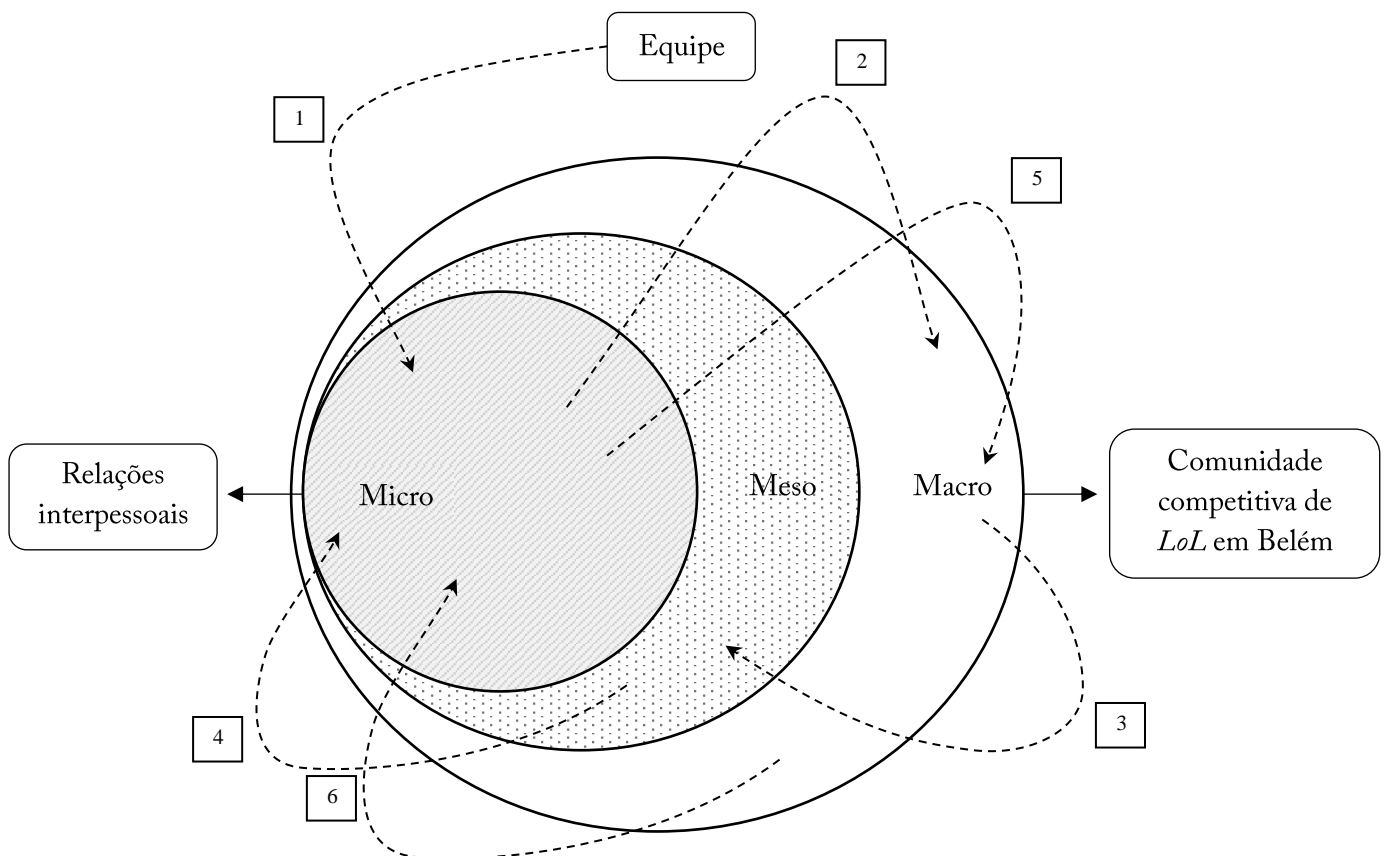 Equipe
2
1
5
Relações
interpessoais
Micro
Meso
Macro
Comunidade
competitiva de
LoL em Belém
4
3
6